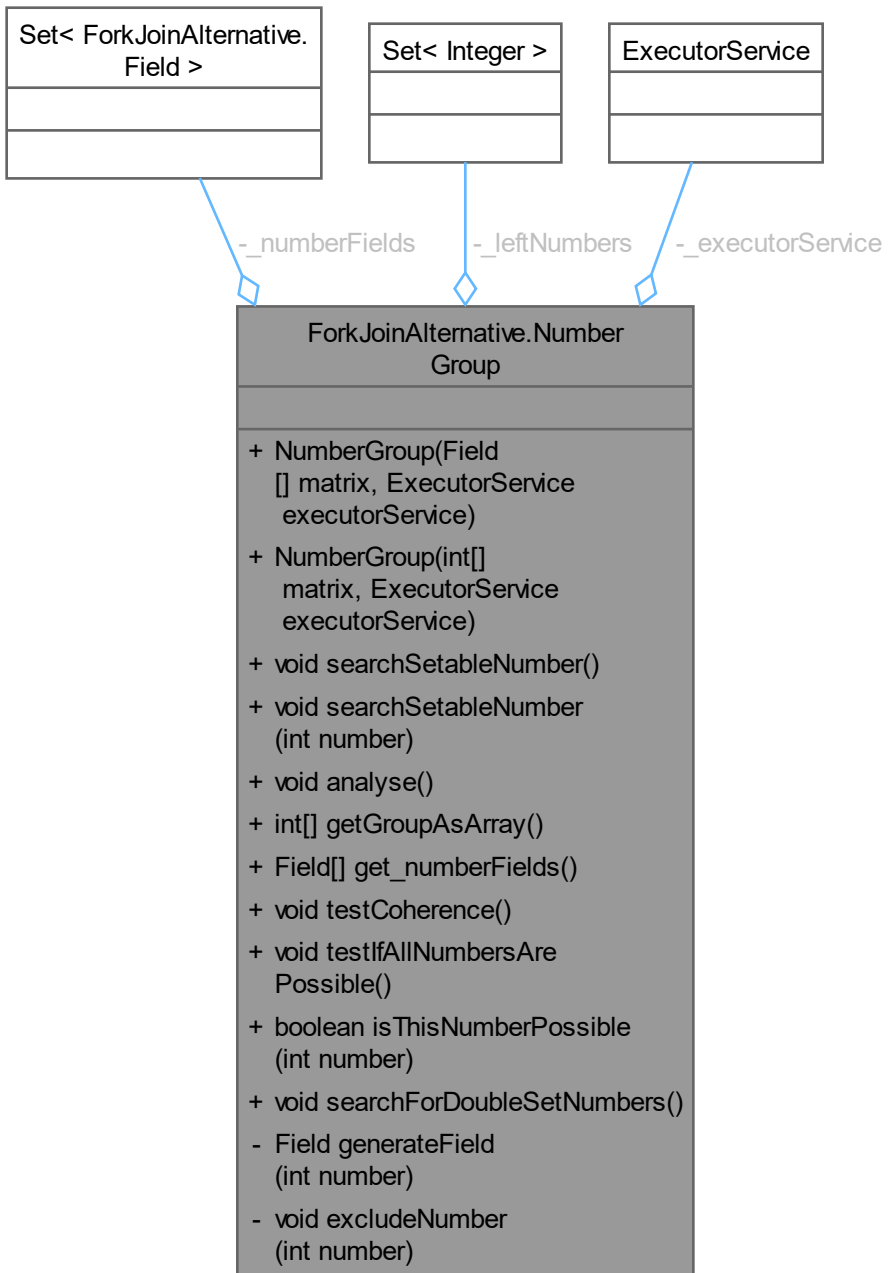 Set< ForkJoinAlternative.
Field >
Set< Integer >
ExecutorService
-_numberFields
-_leftNumbers
-_executorService
ForkJoinAlternative.Number
Group
+ NumberGroup(Field
[] matrix, ExecutorService
executorService)
+ NumberGroup(int[]
matrix, ExecutorService
executorService)
+ void searchSetableNumber()
+ void searchSetableNumber
(int number)
+ void analyse()
+ int[] getGroupAsArray()
+ Field[] get_numberFields()
+ void testCoherence()
+ void testIfAllNumbersAre
Possible()
+ boolean isThisNumberPossible
(int number)
+ void searchForDoubleSetNumbers()
- Field generateField
(int number)
- void excludeNumber
(int number)